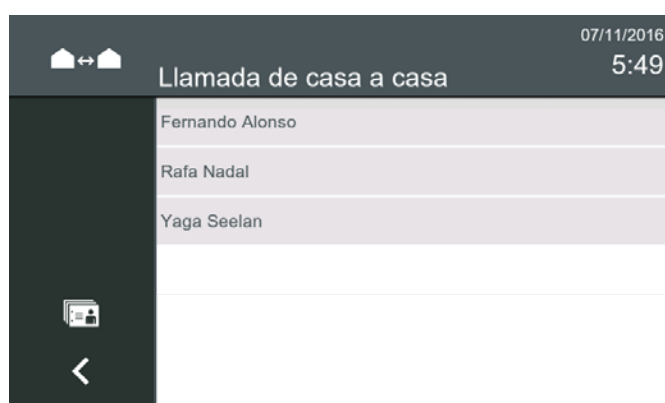 07/11/2016
Llamada de casa a casa
5:49
Fernando Alonso
Rafa Nadal
Yaga Seelan